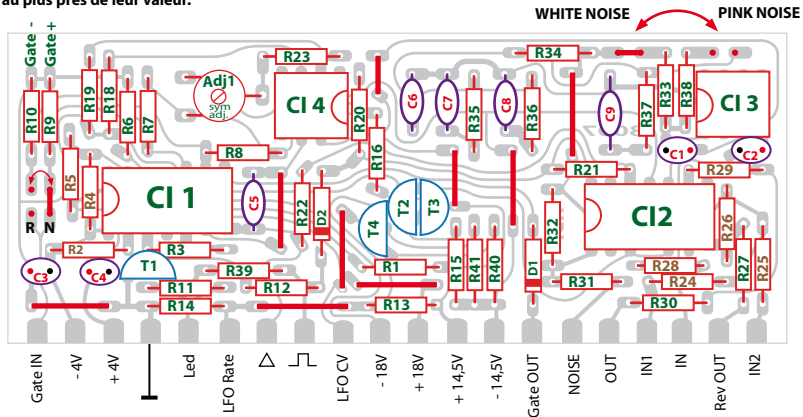 au plus près de leur valeur.
WHITE NOISE PINK NOISE
Gate -
Gate +
R10
R9
R19
R18
R6
R7
Adj1
sym
adj.
R23
CI 4
R20
R16
C6
C7
R35
C8
R36
R34
C9
R37
R33
R38
CI 3
C1
C2
R8
R5
R4
CI 1
C5
R22
D2
T4
T2
T3
R21
R29
R32
CI2
R26
R N
R2
R3
C3
C4
T1
R39
R11
R12
R14
R1
R13
R15
R41
R40
D1
R31
R28
R24
R30
R27
R25
Gate IN
- 4V
+ 4V
Led
LFO Rate
LFO CV
- 18V
+ 18V
+ 14,5V
- 14,5V
Gate OUT
NOISE
OUT
IN1
IN
Rev OUT
IN2